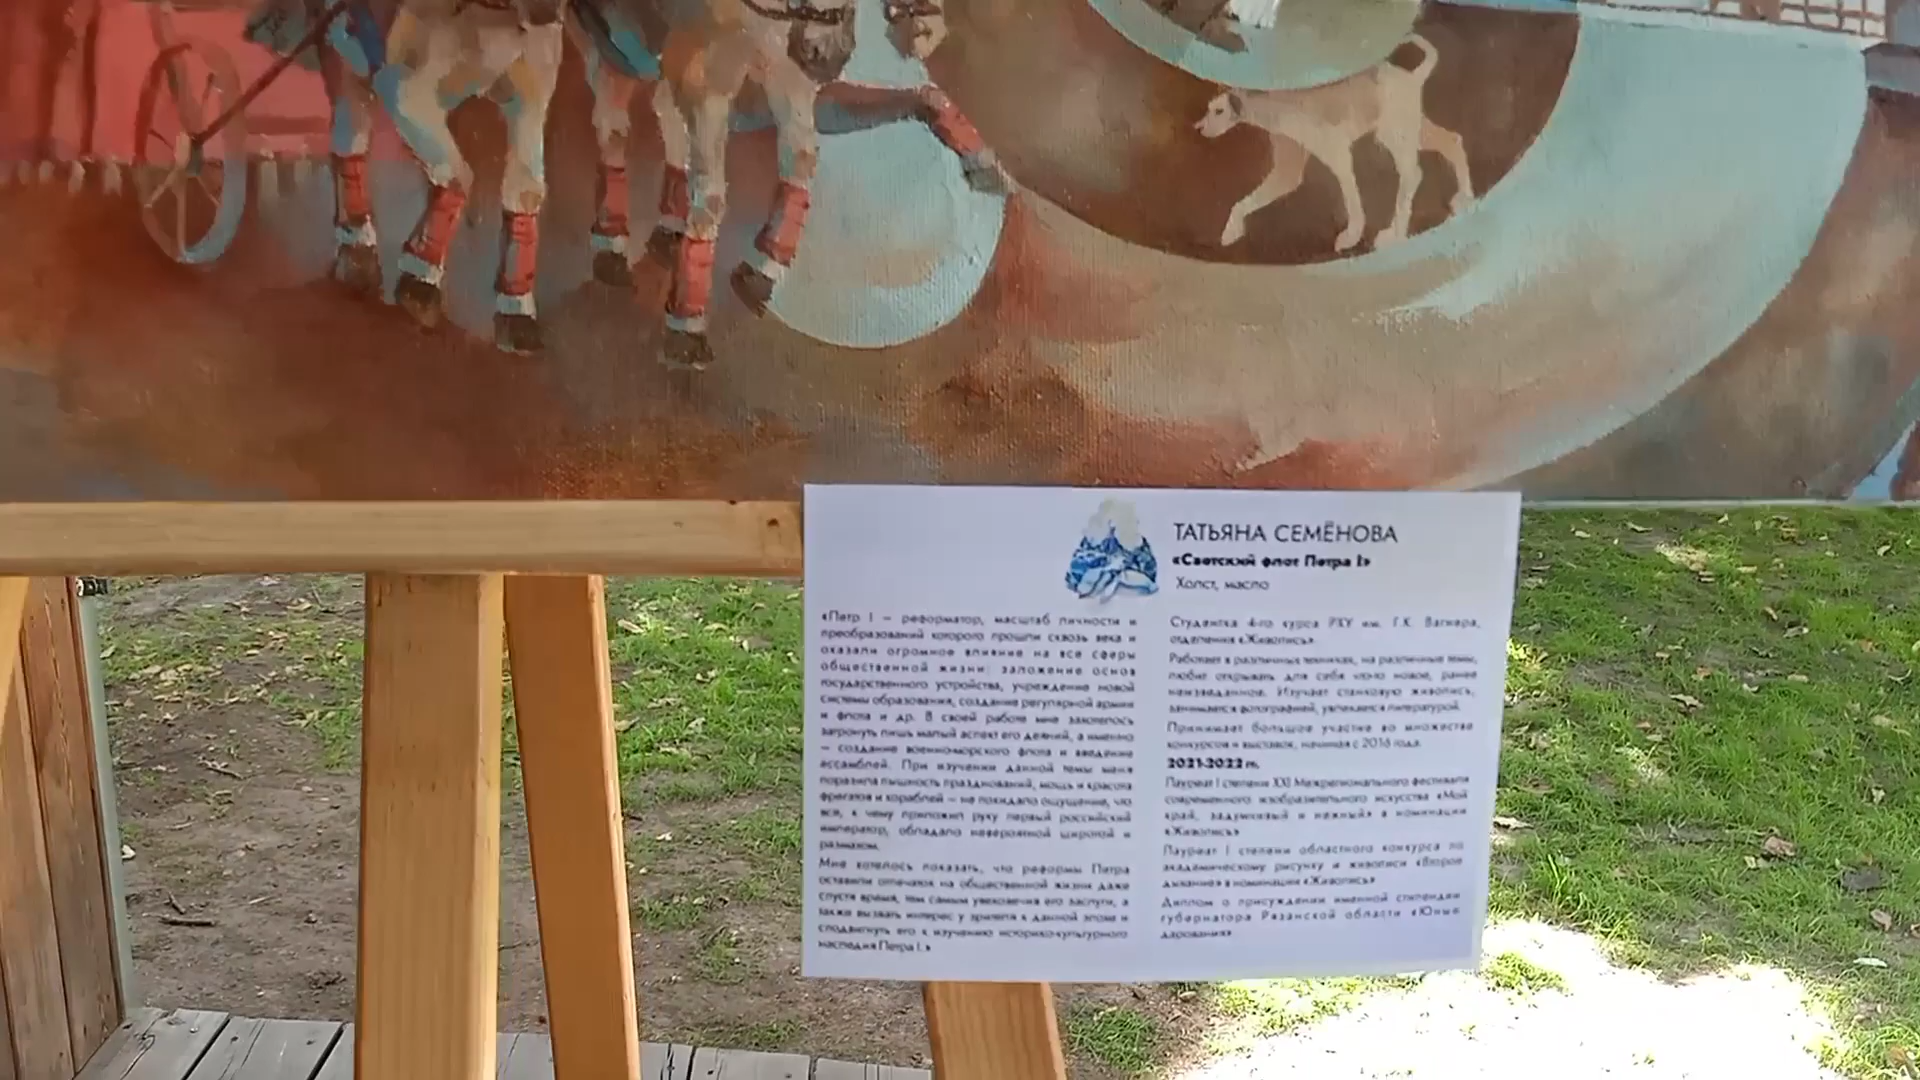 ТАТЬЯНА СЕМЁНОВА
«Светский флот Петра I»
Холст, масло
«Петр I – реформатор, масштаб личности и
преобразований которого прошли сквозь века и
оказали огромное влияние на все сферы
общественной жизни: заложение основ
государственного устройства, учреждение новой
системы образования, создание регулярной армии
и флота и др. В своей работе мне захотелось
затронуть лишь малый аспект его деяний, а именно
– создание военно-морского флота и введение
ассамблей. При изучении данной темы меня
поразила пышность празднований, мощь и красота
фрегатов и кораблей – не покидало ощущение, что
все, к чему приложил руку первый российский
император, обладало невероятной широтой и
размахом.
Мне хотелось показать, что реформы Петра
оставили отпечаток на общественной жизни даже
спустя время, тем самым увековечив его заслуги, а
также вызвать интерес у зрителя к данной эпохе и
сподвигнуть его к изучению историко-культурного
наследия Петра I.»
Студентка 4-го курса РХУ им. Г.К. Вагнера,
отделения «Живопись».
Работает в различных техниках, на различные темы,
любит открывать для себя что-то новое, ранее
неизведанное. Изучает станковую живопись,
занимается фотографией, увлекается литературой.
Принимает большое участие во множестве
конкурсов и выставок, начиная с 2016 года.
2021-2022 гг.
Лауреат I степени XXI Межрегионального фестиваля
современного изобразительного искусства «Мой
край, задумчивый и нежный» в номинации
«Живопись»
Лауреат I степени областного конкурса по
академическому рисунку и живописи «Второе
дыхание» в номинации «Живопись»
Диплом о присуждении именной стипендии
губернатора Рязанской области «Юные
дарования»